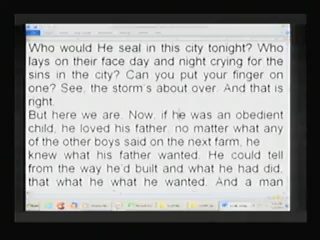 Who would He seal in this city tonight? Who
lays on their face day and night crying for the
sins in the city? Can you put your finger on
one? See, the storm's about over. And that is
right.
But here we are. Now, if he was an obedient
child, he loved his father, no matter what any
of the other boys said on the next farm, he
knew what his father wanted. He could tell
from the way he'd built and what he had did,
that what he what he wanted. And a man